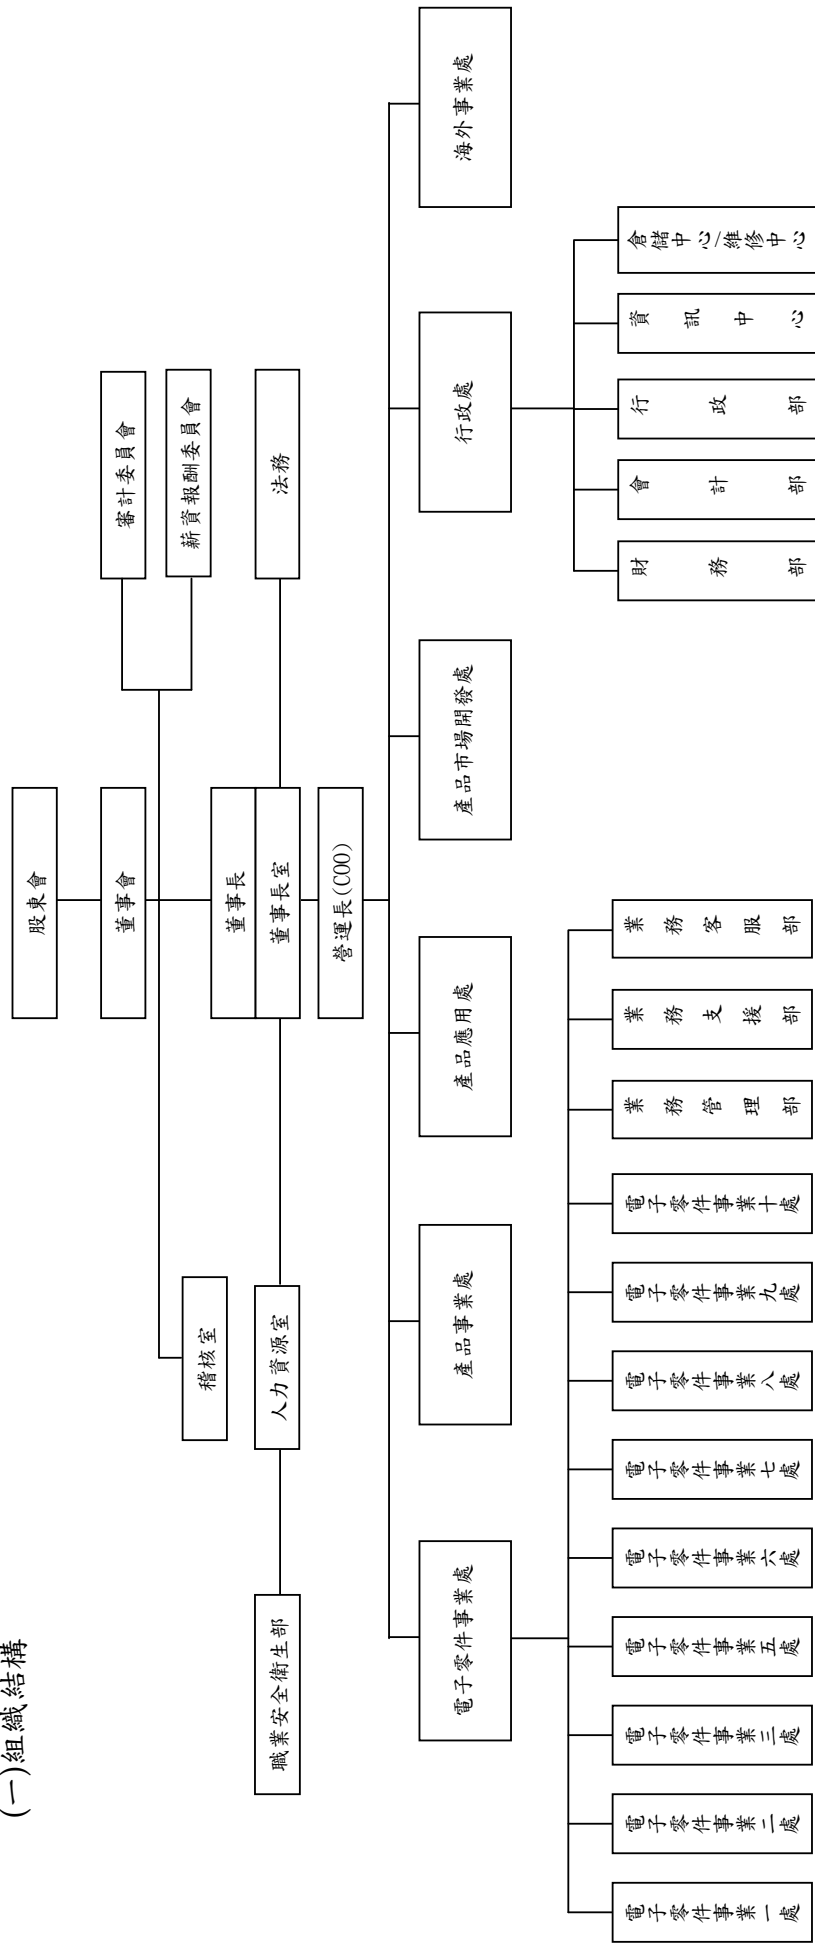 (一)組織結構
股東會
董事會
審計委員會
薪資報酬委員會
稽核室
董事長
董事長室
法務
人力資源室
職業安全衛生部
營運長(COO)
電子零件事業處
產品事業處
產品應用處
產品市場開發處
行政處
海外事業處
電子零件事業一處
電子零件事業二處
電子零件事業三處
電子零件事業五處
電子零件事業六處
電子零件事業七處
電子零件事業八處
電子零件事業九處
電子零件事業十處
業務管理部
業務支援部
業務客服部
財務部
會計部
行政部
資訊中心
倉儲中心/維修中心